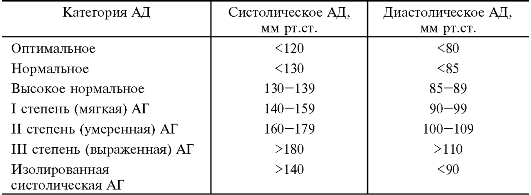 Категория АД Систолическое АД, Диастолическое АД,
мм рт.ст. мм рт.ст.
Оптимальное <120 <80
Нормальное <130 <85
Высокое нормальное 130—139 85—89
I степень (мягкая) АГ 140—159 90—99
II степень (умеренная) АГ 160—179 100—109
III степень (выраженная) АГ >180 >110
Изолированная >140 <90
систолическая АГ